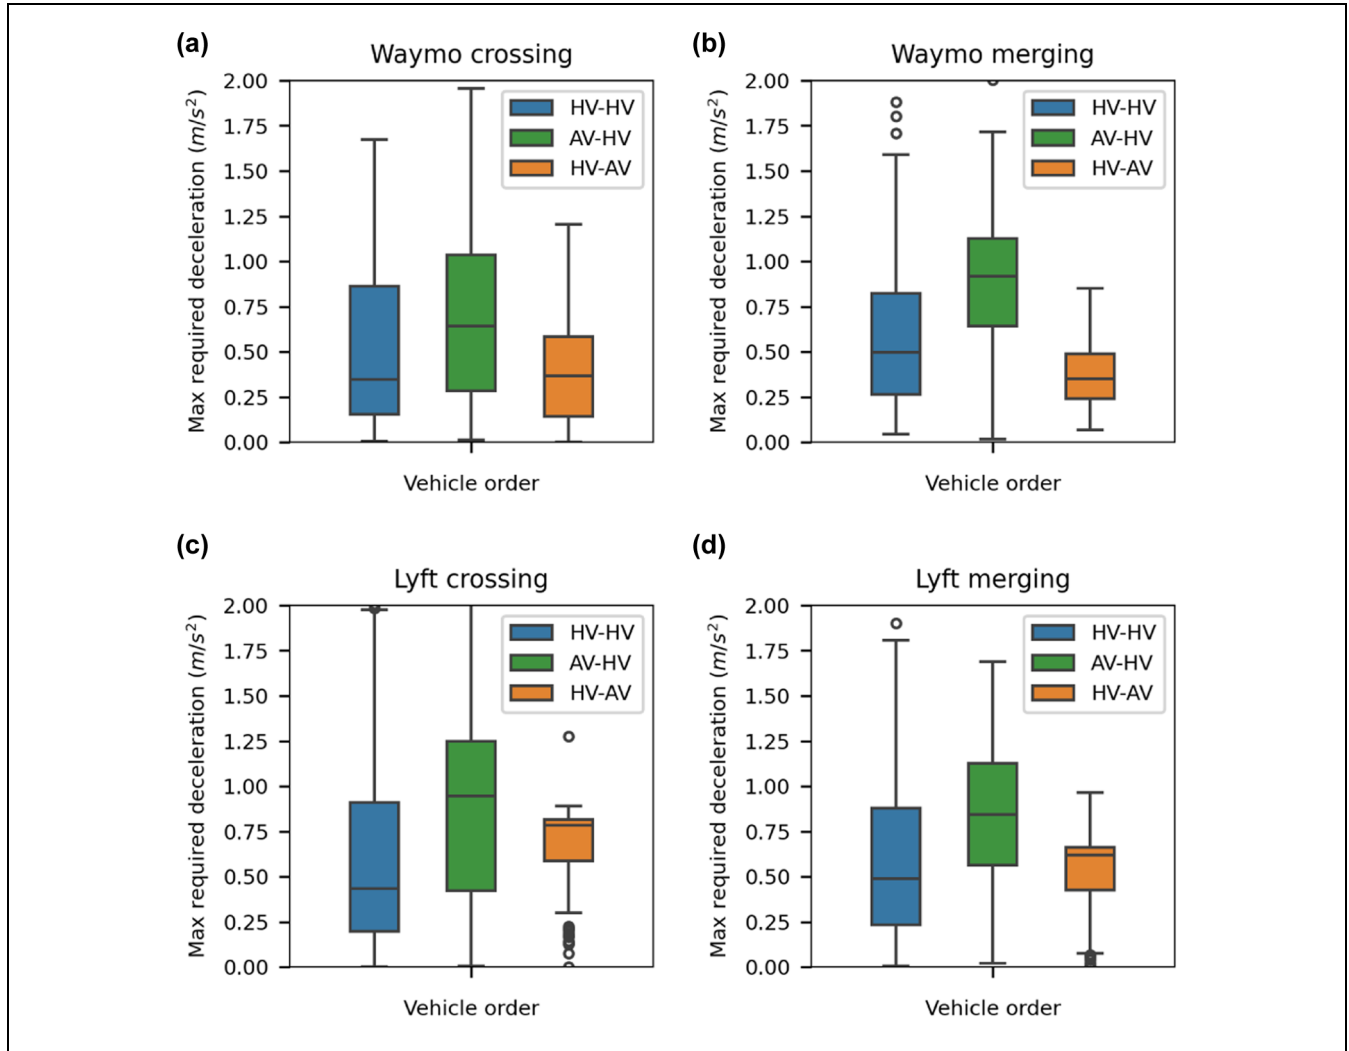 (a)
Waymo crossing
2.00
1.75
1.50
1.25
1.00
0.75
0.50
0.25
0.00
Max required deceleration (m/s²)
HV-HV
AV-HV
HV-AV
Vehicle order
(b)
Waymo merging
2.00
1.75
1.50
1.25
1.00
0.75
0.50
0.25
0.00
Max required deceleration (m/s²)
HV-HV
AV-HV
HV-AV
Vehicle order
(c)
Lyft crossing
2.00
1.75
1.50
1.25
1.00
0.75
0.50
0.25
0.00
Max required deceleration (m/s²)
HV-HV
AV-HV
HV-AV
Vehicle order
(d)
Lyft merging
2.00
1.75
1.50
1.25
1.00
0.75
0.50
0.25
0.00
Max required deceleration (m/s²)
HV-HV
AV-HV
HV-AV
Vehicle order